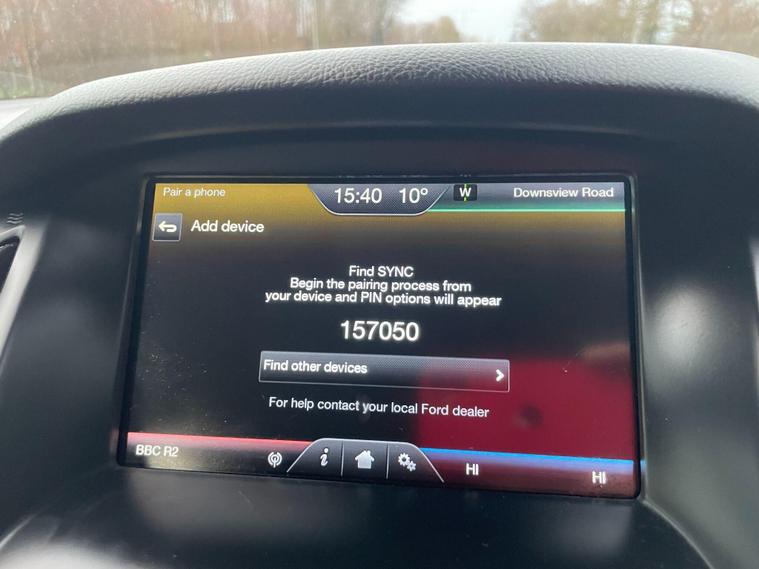 Pair a phone
15:40 10° W Downsview Road
Add device
Find SYNC
Begin the pairing process from
your device and PIN options will appear
157050
Find other devices
For help contact your local Ford dealer
BBC R2
i
HI
HI